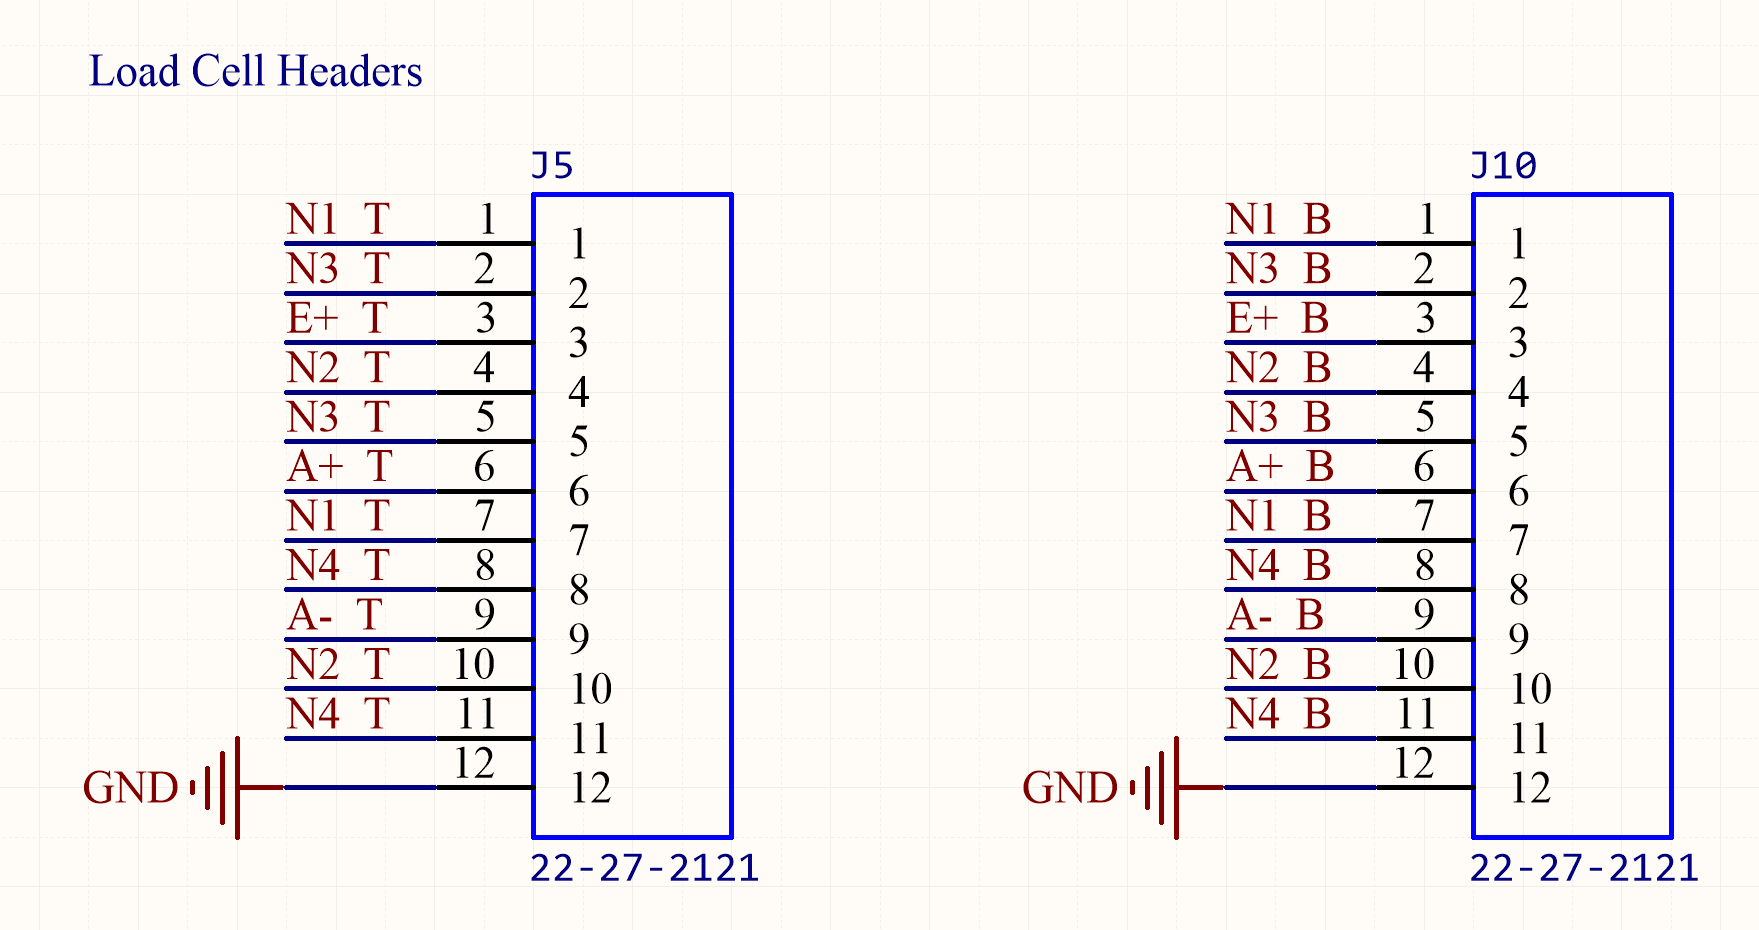 Load Cell Headers
J5
N1 T 1 1
N3 T 2 2
E+ T 3 3
N2 T 4 4
N3 T 5 5
A+ T 6 6
N1 T 7 7
N4 T 8 8
A- T 9 9
N2 T 10 10
N4 T 11 11
GND 12 12
22-27-2121
J10
N1 B 1 1
N3 B 2 2
E+ B 3 3
N2 B 4 4
N3 B 5 5
A+ B 6 6
N1 B 7 7
N4 B 8 8
A- B 9 9
N2 B 10 10
N4 B 11 11
GND 12 12
22-27-2121